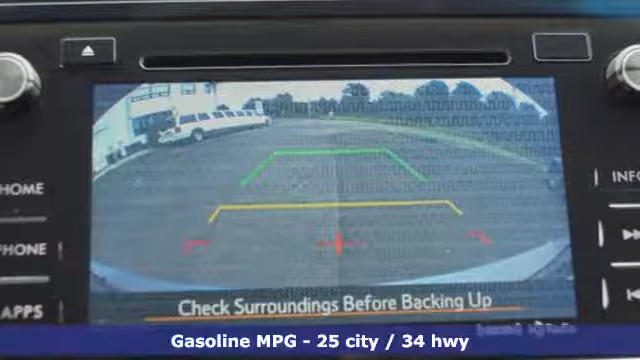 HOME
INFO
PHONE
APPS
Check Surroundings Before Backing Up
Gasoline MPG - 25 city / 34 hwy